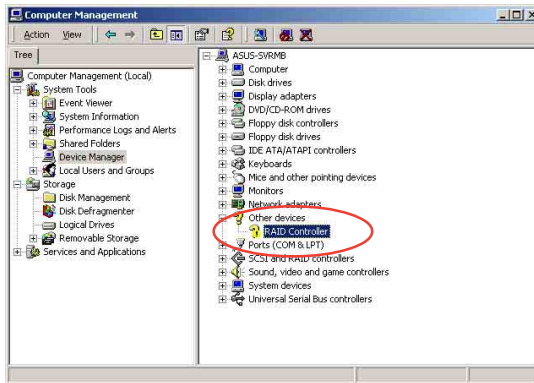 Computer Management
Action View
Tree
Computer Management (Local)
System Tools
Event Viewer
System Information
Performance Logs and Alerts
Shared Folders
Device Manager
Local Users and Groups
Storage
Disk Management
Disk Defragmenter
Logical Drives
Removable Storage
Services and Applications
ASUS-SVRMB
Computer
Disk drives
Display adapters
DVD/CD-ROM drives
Floppy disk controllers
Floppy disk drives
IDE ATA/ATAPI controllers
Keyboards
Mice and other pointing devices
Monitors
Network adapters
Other devices
RAID Controller
Ports (COM & LPT)
SCSI and RAID controllers
Sound, video and game controllers
System devices
Universal Serial Bus controllers